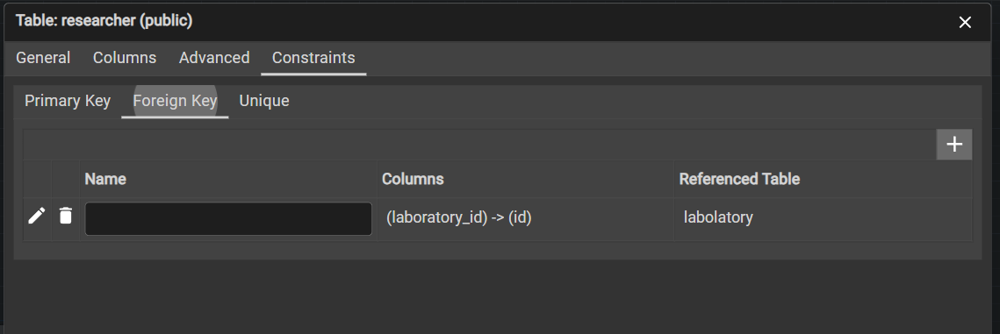 Table: researcher (public)
General Columns Advanced Constraints
Primary Key Foreign Key Unique
Name Columns Referenced Table
(laboratory_id) -> (id) labolatory